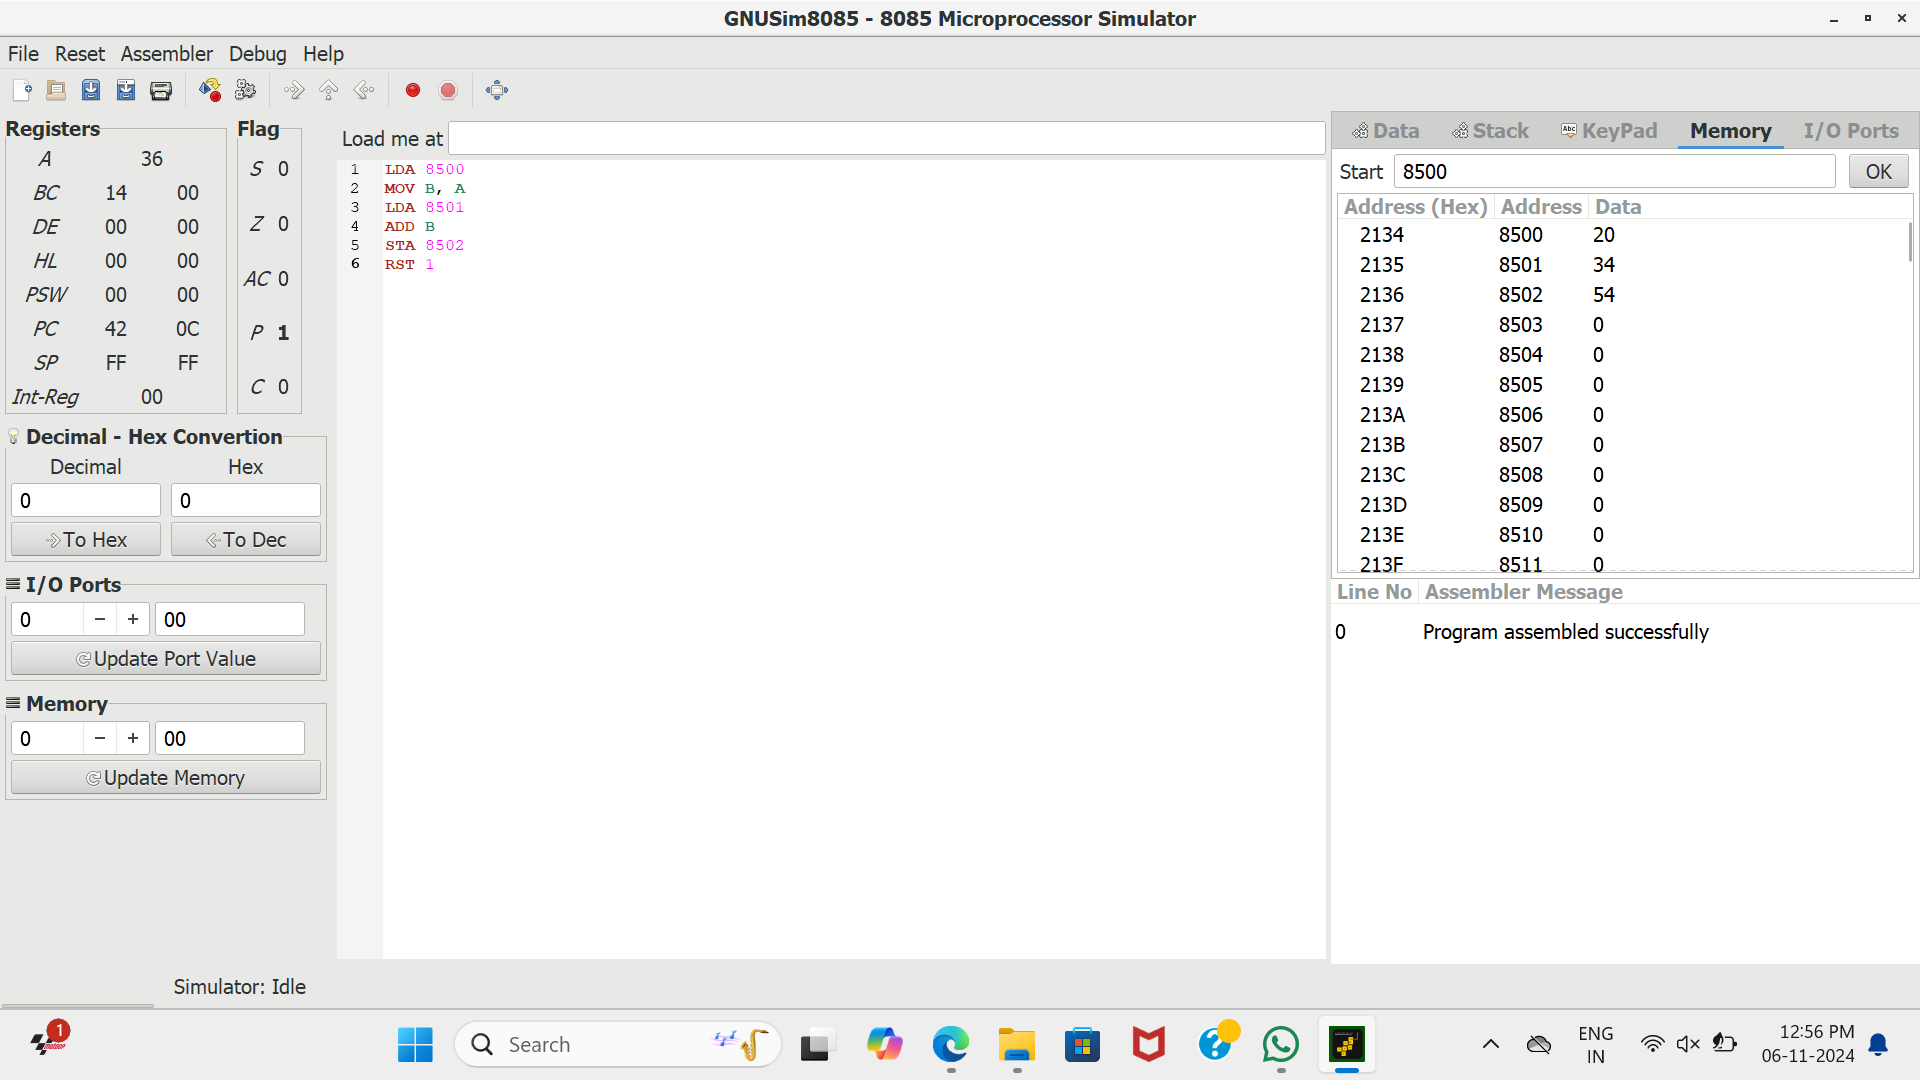 GNUSim8085 - 8085 Microprocessor Simulator
File Reset Assembler Debug Help
Registers
A 36
BC 14 00
DE 00 00
HL 00 00
PSW 00 00
PC 42 0C
SP FF FF
Int-Reg 00
Flag
S 0
Z 0
AC 0
P 1
C 0
Decimal - Hex Convertion
Decimal Hex
0 0
To Hex To Dec
I/O Ports
0 − + 00
Update Port Value
Memory
0 − + 00
Update Memory
Simulator: Idle
Load me at
1 LDA 8500
2 MOV B, A
3 LDA 8501
4 ADD B
5 STA 8502
6 RST 1
Data Stack Abc KeyPad Memory I/O Ports
Start 8500 OK
Address (Hex) Address Data
2134 8500 20
2135 8501 34
2136 8502 54
2137 8503 0
2138 8504 0
2139 8505 0
213A 8506 0
213B 8507 0
213C 8508 0
213D 8509 0
213E 8510 0
213F 8511 0
Line No Assembler Message
0 Program assembled successfully
1
Search
ENG
IN
12:56 PM
06-11-2024